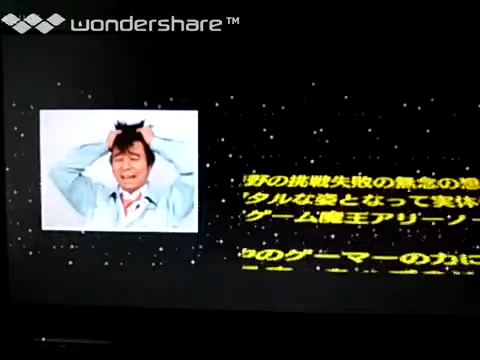 wondershare™
野の挑戦失敗の無念の想
タルな姿となって実体
ゲーム魔王アリーノー
のゲーマーの力に